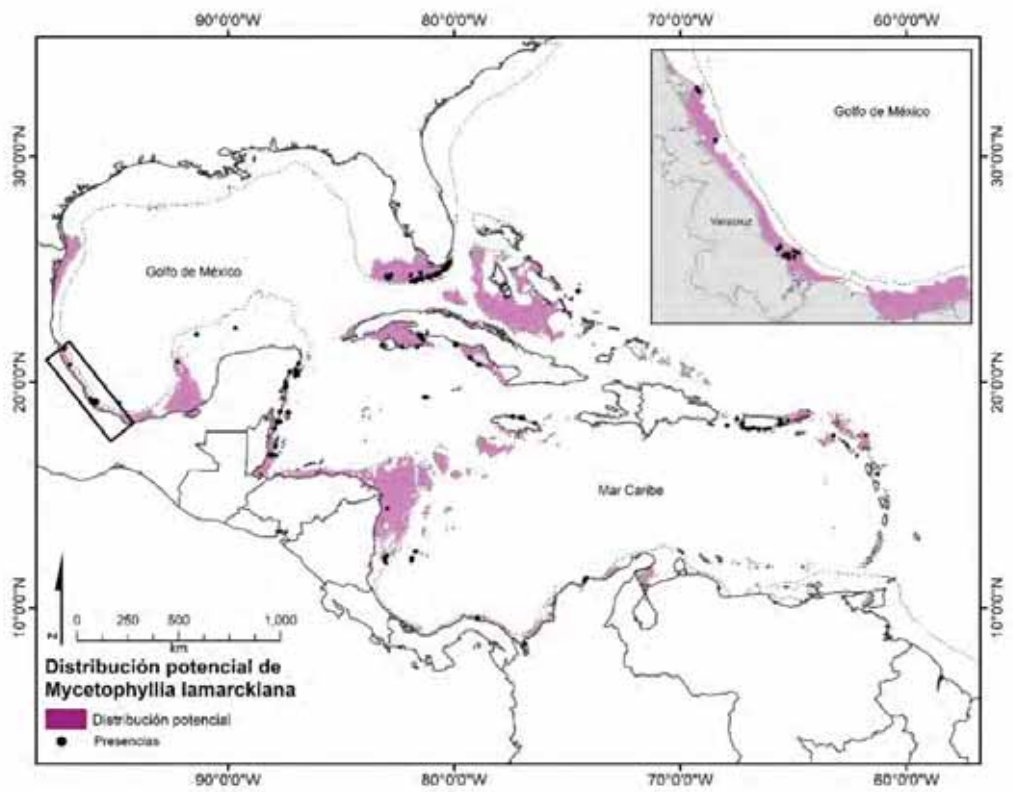 90°0'0"W 80°0'0"W 70°0'0"W 60°0'0"W
30°0'0"N
20°0'0"N
10°0'0"N
Golfo de México
Veracruz
Golfo de México
Mar Caribe
30°0'0"N
20°0'0"N
10°0'0"N
N
0 250 500 1,000
km
Distribución potencial de
Mycetophyllia lamarckiana
Distribución potencial
Presencias
90°0'0"W 80°0'0"W 70°0'0"W 60°0'0"W